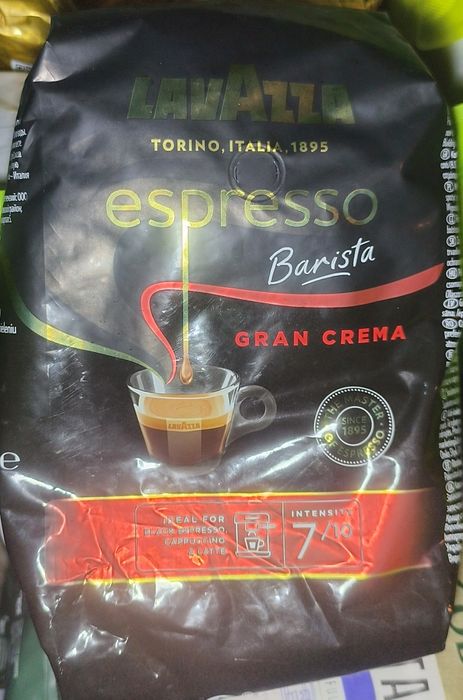 LAVAZZA
TORINO, ITALIA, 1895
espresso
Barista
GRAN CREMA
LAVAZZA
THE MASTER
SINCE
1895
OF ESPRESSO
IDEAL FOR
BLACK ESPRESSO,
CAPPUCCINO
& LATTE
INTENSITY
7/10
e